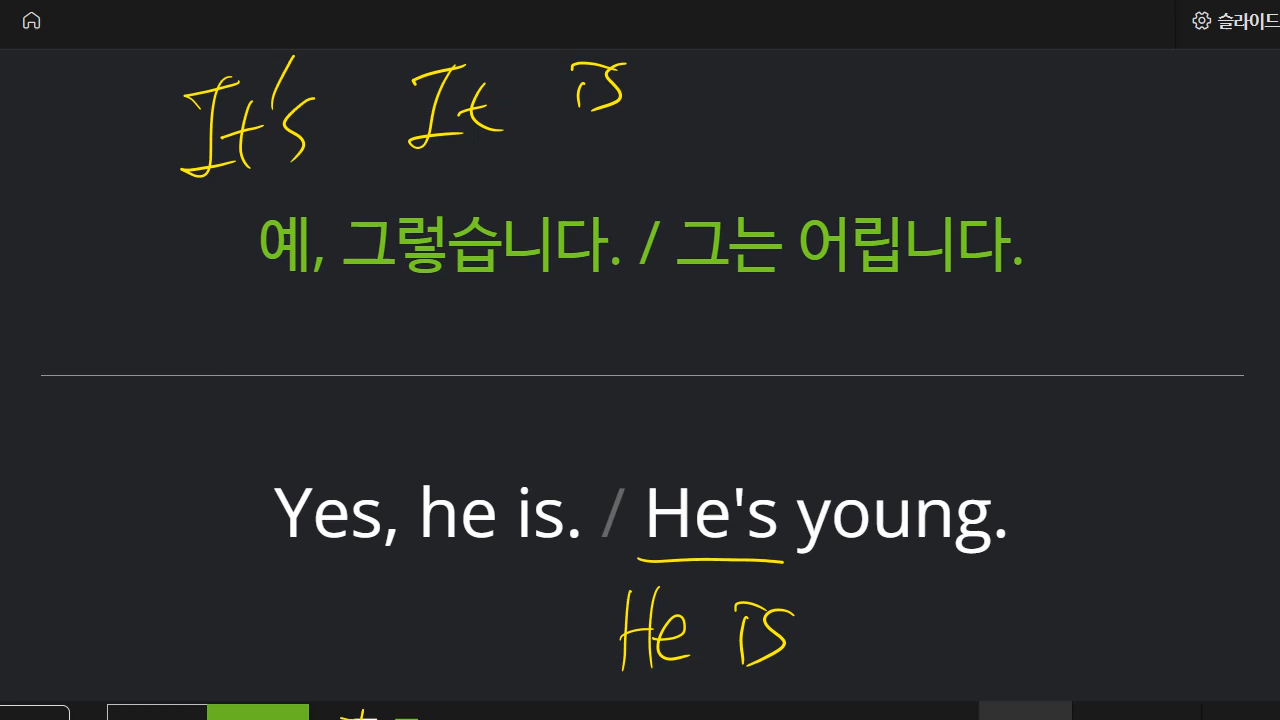 슬라이드
It's It is
예, 그렇습니다. / 그는 어립니다.
Yes, he is. / He's young.
He is